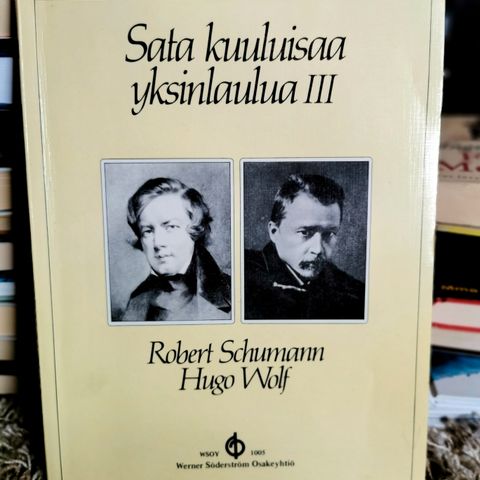 Sata kuuluisaa
yksinlaulua III
Robert Schumann
Hugo Wolf
WSOY 1005
Werner Söderström Osakeyhtiö